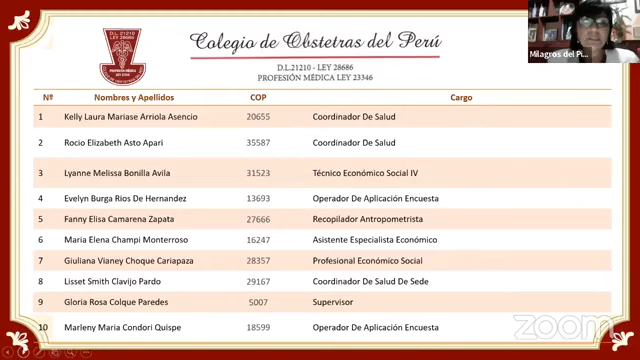 D.L. 21210
LEY 28686
Colegio de Obstetras del Perú
D.L.21210 - LEY 28686
PROFESIÓN MÉDICA LEY 23346
Milagros del Pi...
Nº Nombres y Apellidos COP Cargo
1 Kelly Laura Mariase Arriola Asencio 20655 Coordinador De Salud
2 Rocio Elizabeth Asto Apari 35587 Coordinador De Salud
3 Lyanne Melissa Bonilla Avila 31523 Técnico Económico Social IV
4 Evelyn Burga Rios De Hernandez 13693 Operador De Aplicación Encuesta
5 Fanny Elisa Camarena Zapata 27666 Recopilador Antropometrista
6 Maria Elena Champi Monterroso 16247 Asistente Especialista Económico
7 Giuliana Vianey Choque Cariapaza 28357 Profesional Económico Social
8 Lisset Smith Clavijo Pardo 29167 Coordinador De Salud De Sede
9 Gloria Rosa Colque Paredes 5007 Supervisor
10 Marleny Maria Condori Quispe 18599 Operador De Aplicación Encuesta
zoom